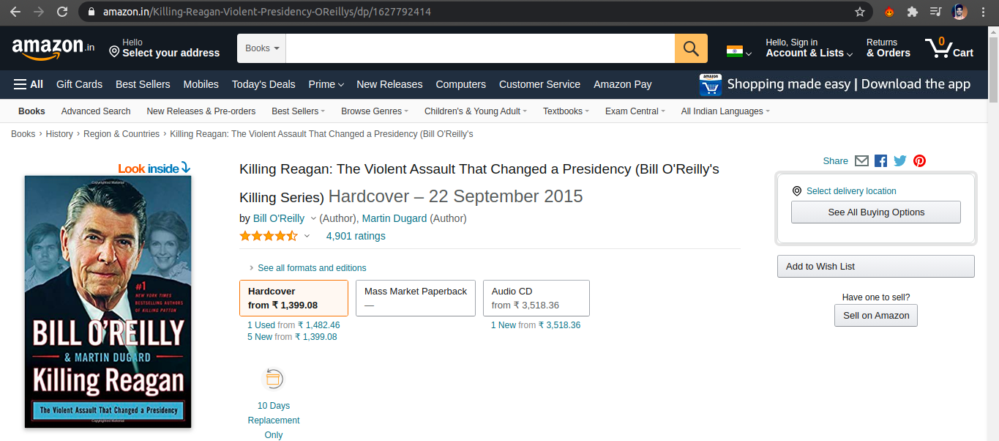 amazon.in/Killing-Reagan-Violent-Presidency-OReillys/dp/1627792414
amazon.in
Hello
Select your address
Books
Hello, Sign in
Account & Lists
Returns
& Orders
0
Cart
All Gift Cards Best Sellers Mobiles Today's Deals Prime New Releases Computers Customer Service Amazon Pay
amazon
Shopping made easy | Download the app
Books Advanced Search New Releases & Pre-orders Best Sellers Browse Genres Children's & Young Adult Textbooks Exam Central All Indian Languages
Books › History › Region & Countries › Killing Reagan: The Violent Assault That Changed a Presidency (Bill O'Reilly's
Look inside
Copyrighted Material
#1
NEW YORK TIMES
BESTSELLING AUTHORS
OF KILLING PATTON
BILL O'REILLY
& MARTIN DUGARD
Killing Reagan
The Violent Assault That Changed a Presidency
Copyrighted Material
Killing Reagan: The Violent Assault That Changed a Presidency (Bill O'Reilly's
Killing Series) Hardcover – 22 September 2015
by Bill O'Reilly (Author), Martin Dugard (Author)
4,901 ratings
› See all formats and editions
Hardcover
from ₹ 1,399.08
1 Used from ₹ 1,482.46
5 New from ₹ 1,399.08
Mass Market Paperback
—
Audio CD
from ₹ 3,518.36
1 New from ₹ 3,518.36
10 Days
Replacement
Only
Share
Select delivery location
See All Buying Options
Add to Wish List
Have one to sell?
Sell on Amazon